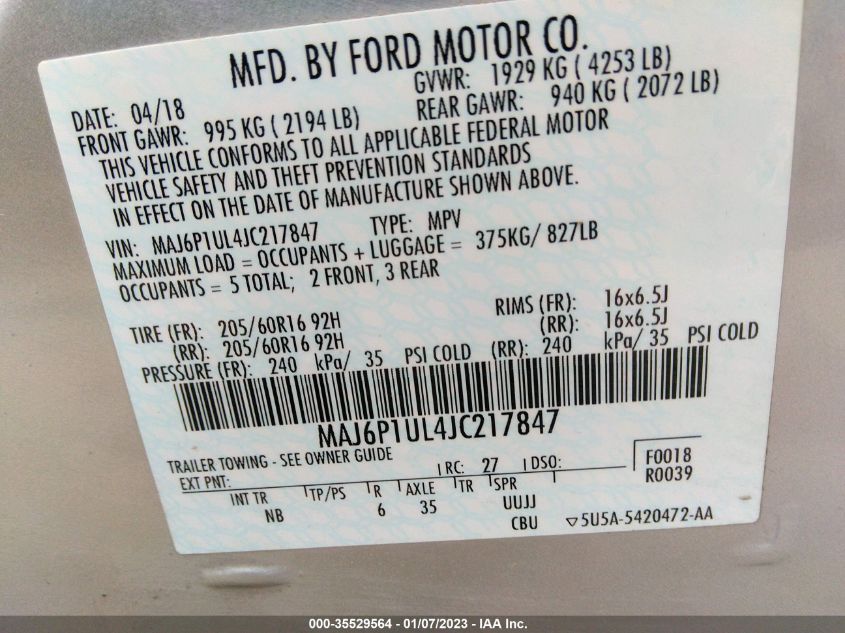 MFD. BY FORD MOTOR CO.
DATE: 04/18 GVWR: 1929 KG ( 4253 LB)
FRONT GAWR: 995 KG ( 2194 LB) REAR GAWR: 940 KG ( 2072 LB)
THIS VEHICLE CONFORMS TO ALL APPLICABLE FEDERAL MOTOR
VEHICLE SAFETY AND THEFT PREVENTION STANDARDS
IN EFFECT ON THE DATE OF MANUFACTURE SHOWN ABOVE.
VIN: MAJ6P1UL4JC217847 TYPE: MPV
MAXIMUM LOAD = OCCUPANTS + LUGGAGE = 375KG/ 827LB
OCCUPANTS = 5 TOTAL; 2 FRONT, 3 REAR
TIRE (FR): 205/60R16 92H RIMS (FR): 16x6.5J
(RR): 205/60R16 92H (RR): 16x6.5J
PRESSURE (FR): 240 kPa/ 35 PSI COLD (RR): 240 kPa/ 35 PSI COLD
MAJ6P1UL4JC217847
TRAILER TOWING - SEE OWNER GUIDE
EXT PNT: RC: 27 DSO: F0018
R0039
INT TR TP/PS R AXLE TR SPR
NB 6 35 UUJJ
CBU ▽5U5A-5420472-AA
000-35529564 - 01/07/2023 - IAA Inc.